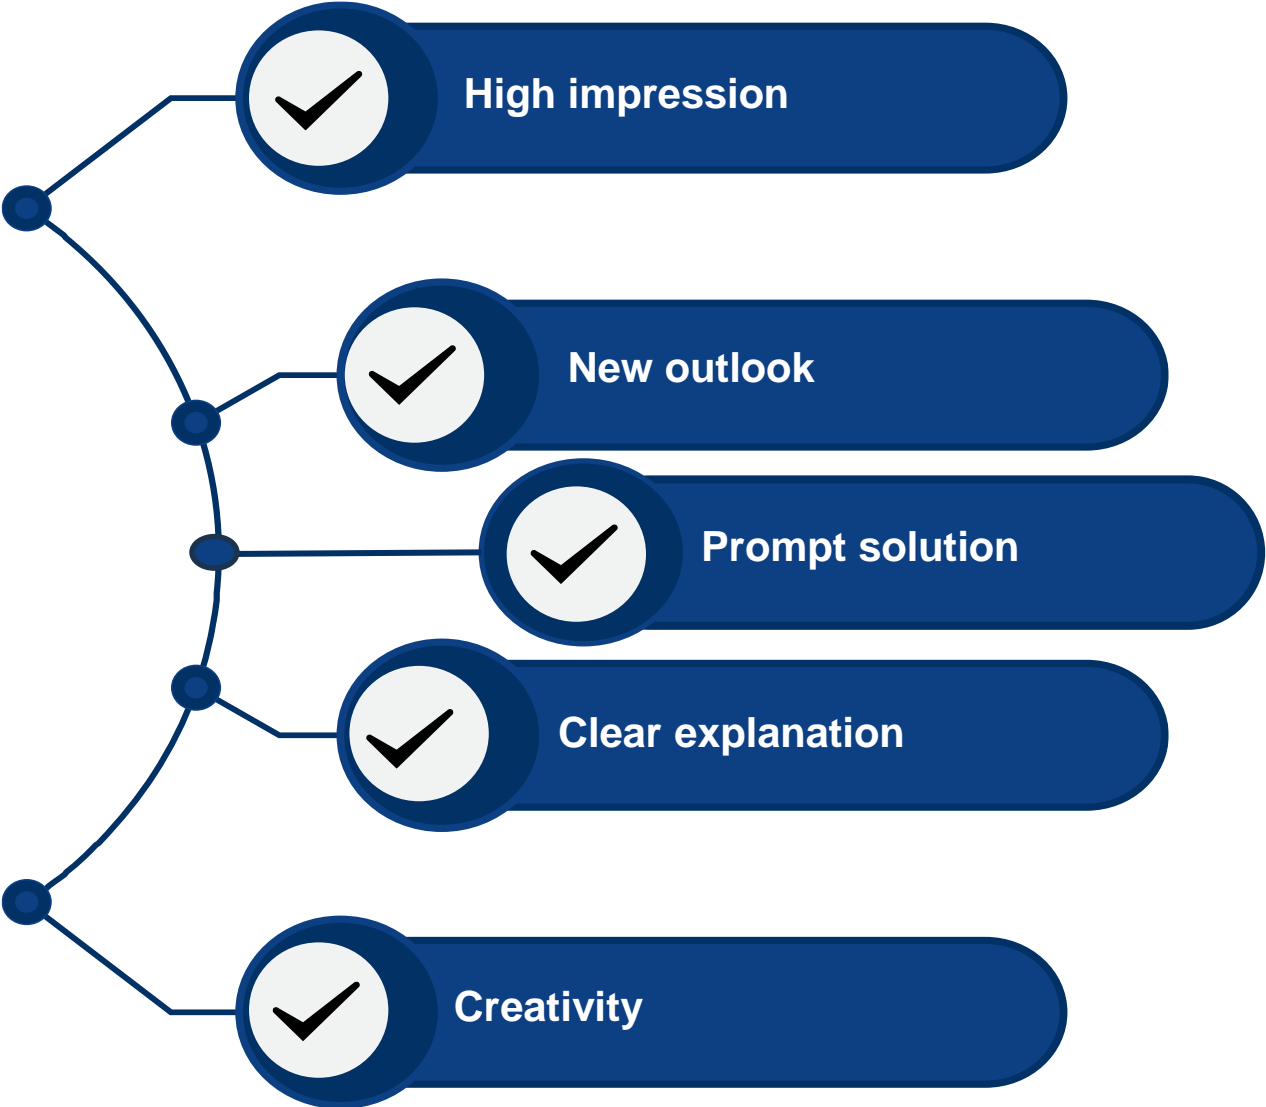 High impression
New outlook
Prompt solution
Clear explanation
Creativity